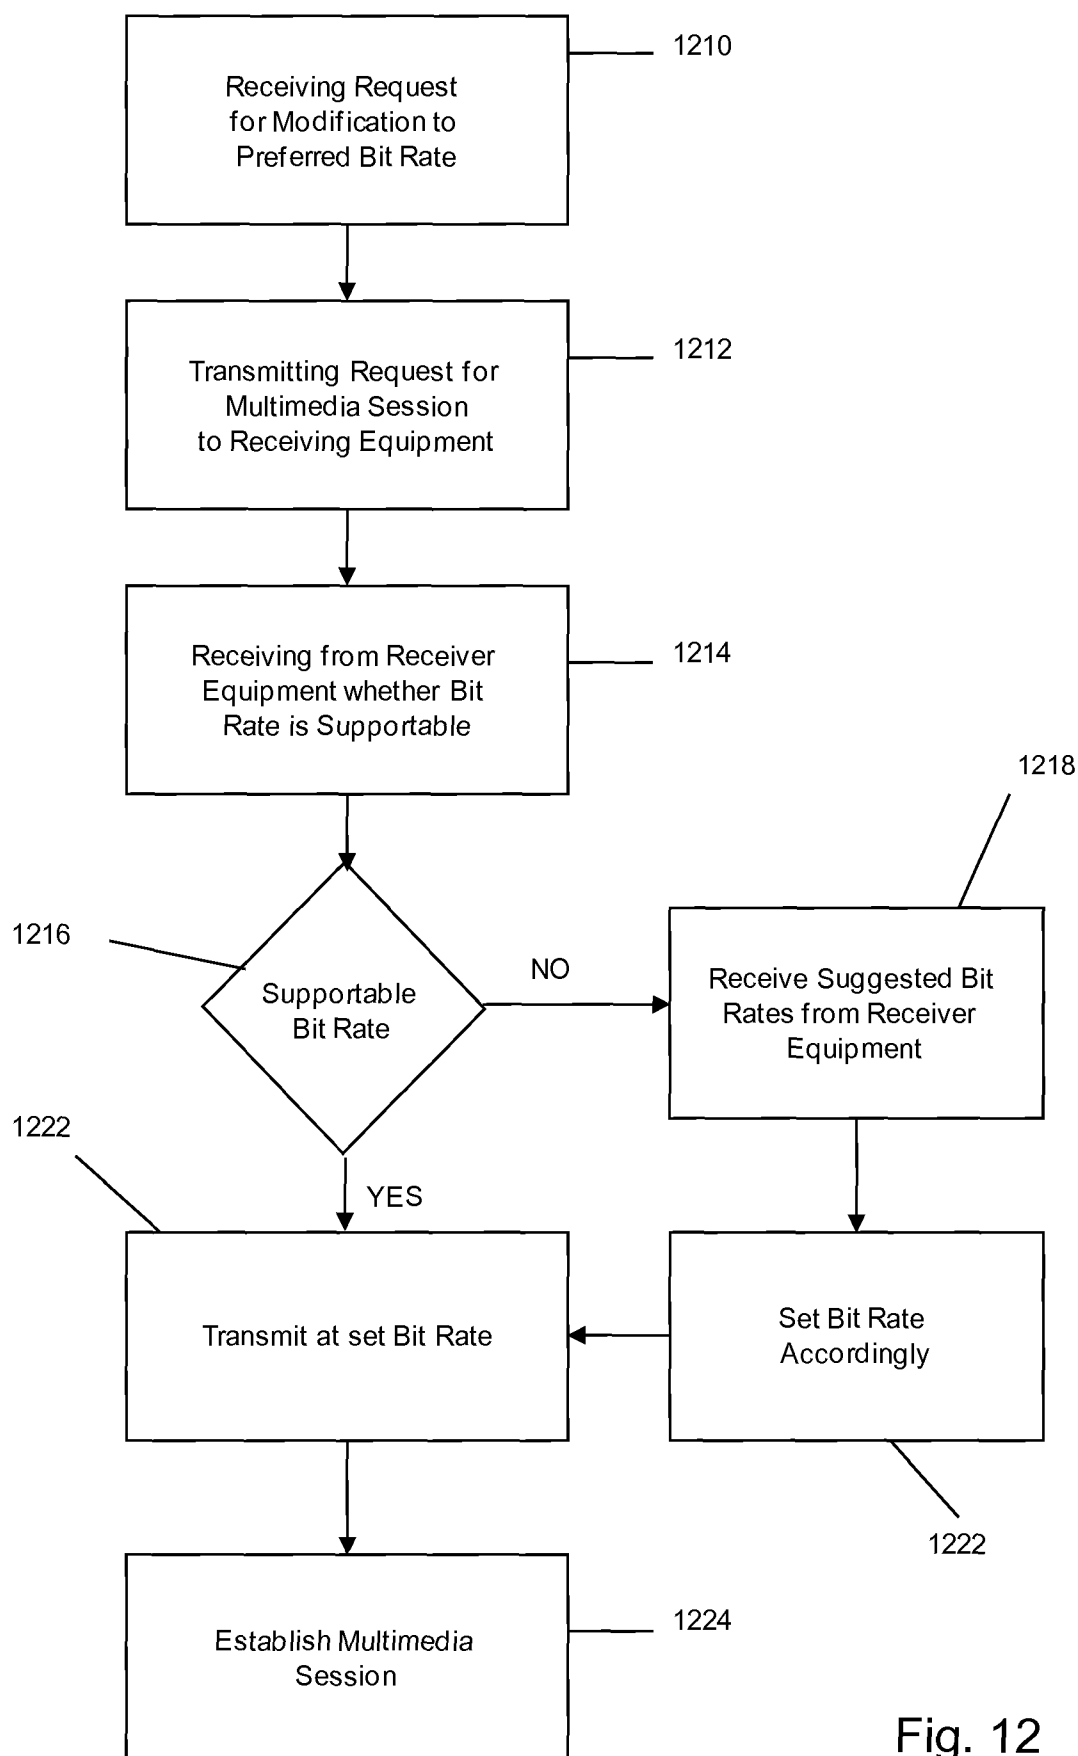 1210
Receiving Request
for Modification to
Preferred Bit Rate
1212
Transmitting Request for
Multimedia Session
to Receiving Equipment
1214
Receiving from Receiver
Equipment whether Bit
Rate is Supportable
1218
1216
Supportable
Bit Rate
NO
Receive Suggested Bit
Rates from Receiver
Equipment
1222
YES
Transmit at set Bit Rate
Set Bit Rate
Accordingly
1222
1224
Establish Multimedia
Session
Fig. 12